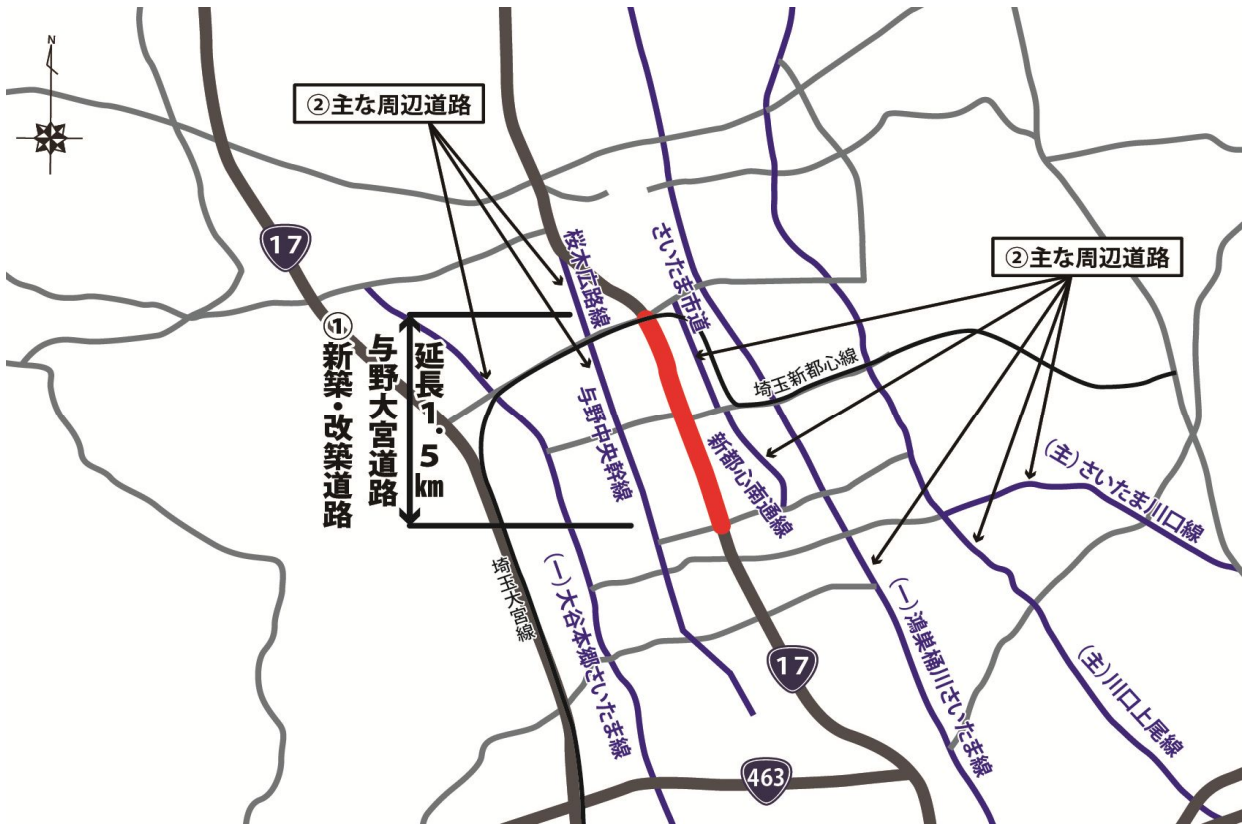 N
②主な周辺道路
17
桜木広路線
さいたま市道
②主な周辺道路
①新築・改築道路
与野大宮道路
延長1.5km
与野中央幹線
埼玉新都心線
新都心南通線
(主)さいたま川口線
埼玉大宮線
(一)大谷本郷さいたま線
17
(一)鴻巣桶川さいたま線
(主)川口上尾線
463